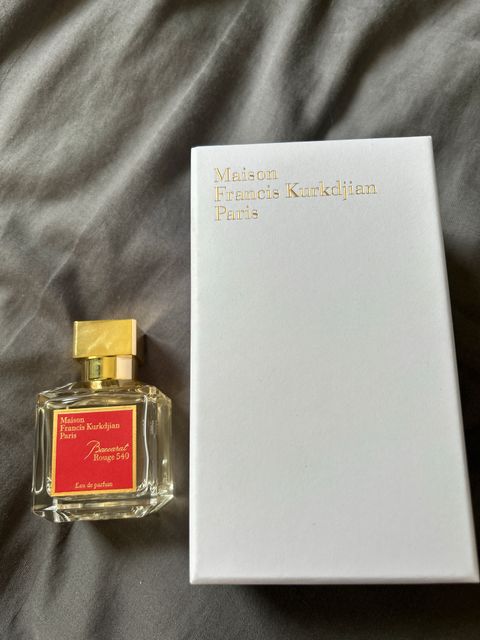 Maison
Francis Kurkdjian
Paris
Maison
Francis Kurkdjian
Paris
Baccarat
Rouge 540
Eau de parfum